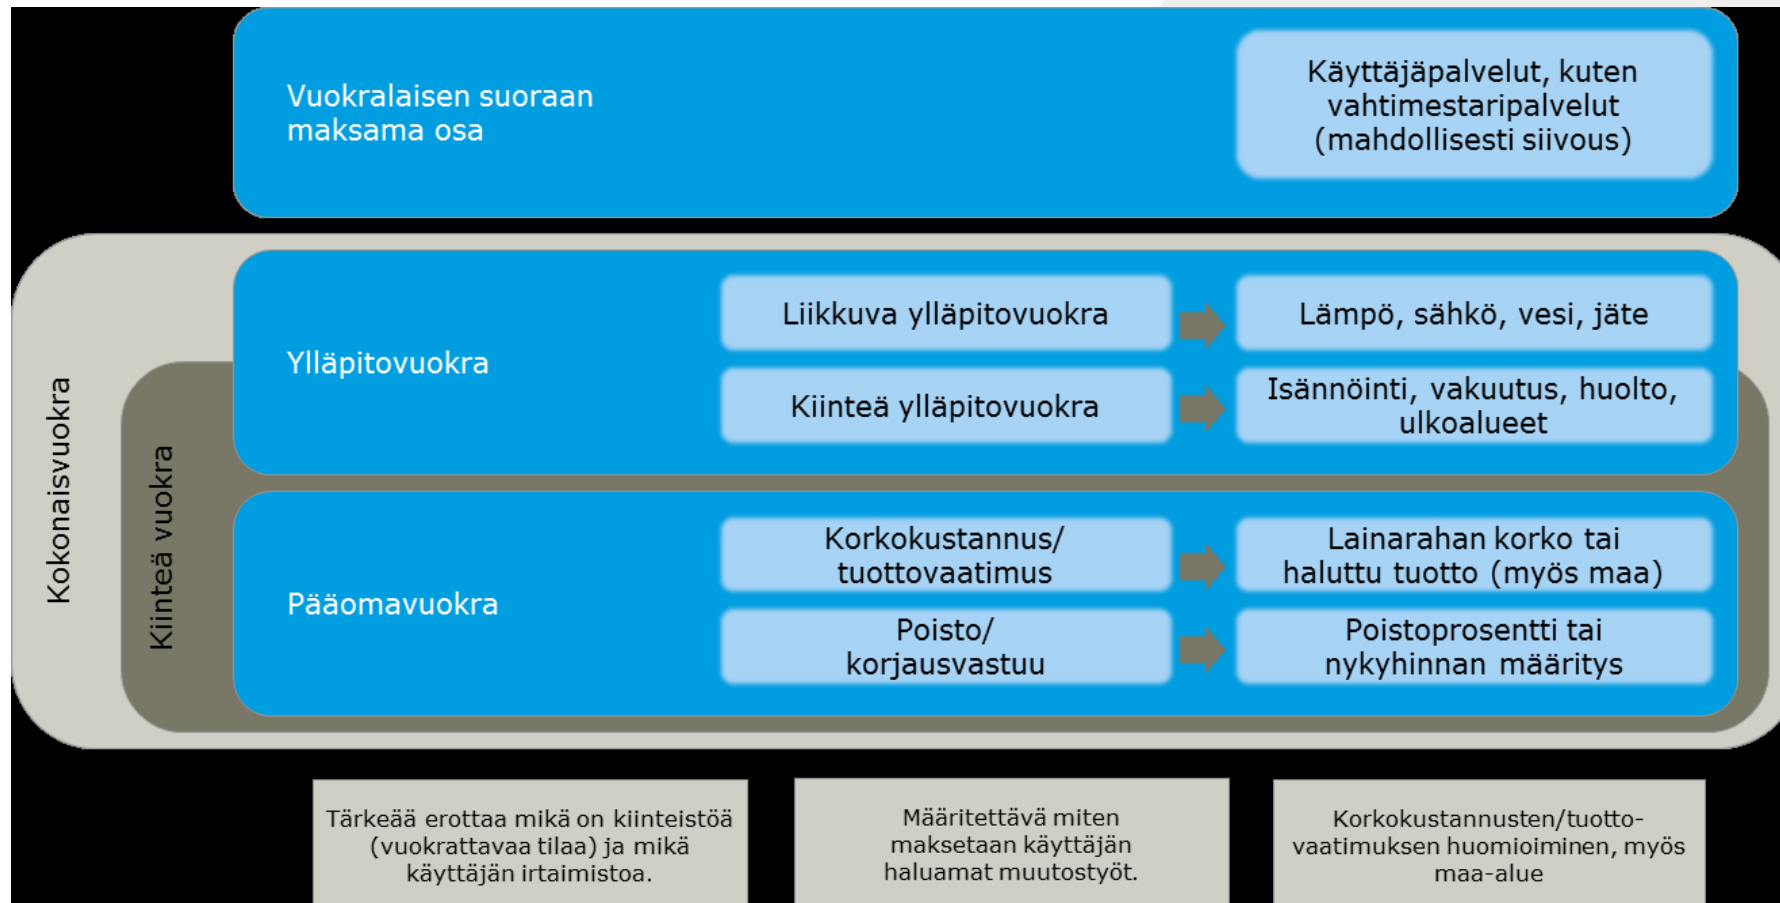 Vuokralaisen suoraan
maksama osa
Käyttäjäpalvelut, kuten
vahtimestaripalvelut
(mahdollisesti siivous)
Kokonaisvuokra
Kiinteä vuokra
Ylläpitovuokra
Liikkuva ylläpitovuokra
Lämpö, sähkö, vesi, jäte
Kiinteä ylläpitovuokra
Isännöinti, vakuutus, huolto,
ulkoalueet
Pääomavuokra
Korkokustannus/
tuottovaatimus
Lainarahan korko tai
haluttu tuotto (myös maa)
Poisto/
korjausvastuu
Poistoprosentti tai
nykyhinnan määritys
Tärkeää erottaa mikä on kiinteistöä
(vuokrattavaa tilaa) ja mikä
käyttäjän irtaimistoa.
Määritettävä miten
maksetaan käyttäjän
haluamat muutostyöt.
Korkokustannusten/tuotto-
vaatimuksen huomioiminen, myös
maa-alue